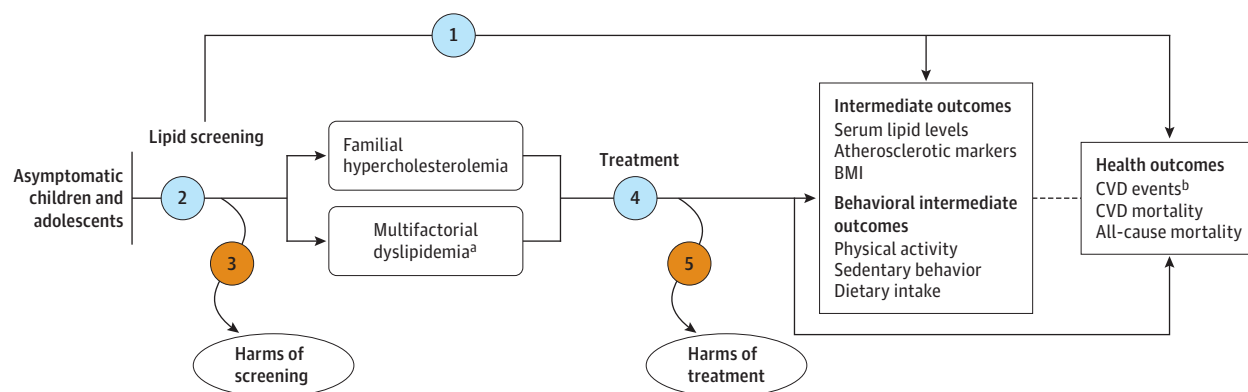 1
Lipid screening
Asymptomatic
children and
adolescents
2
3
Harms of
screening
Familial
hypercholesterolemia
Multifactorial
dyslipidemiaᵃ
Treatment
4
5
Harms of
treatment
Intermediate outcomes
Serum lipid levels
Atherosclerotic markers
BMI
Behavioral intermediate
outcomes
Physical activity
Sedentary behavior
Dietary intake
Health outcomes
CVD eventsᵇ
CVD mortality
All-cause mortality